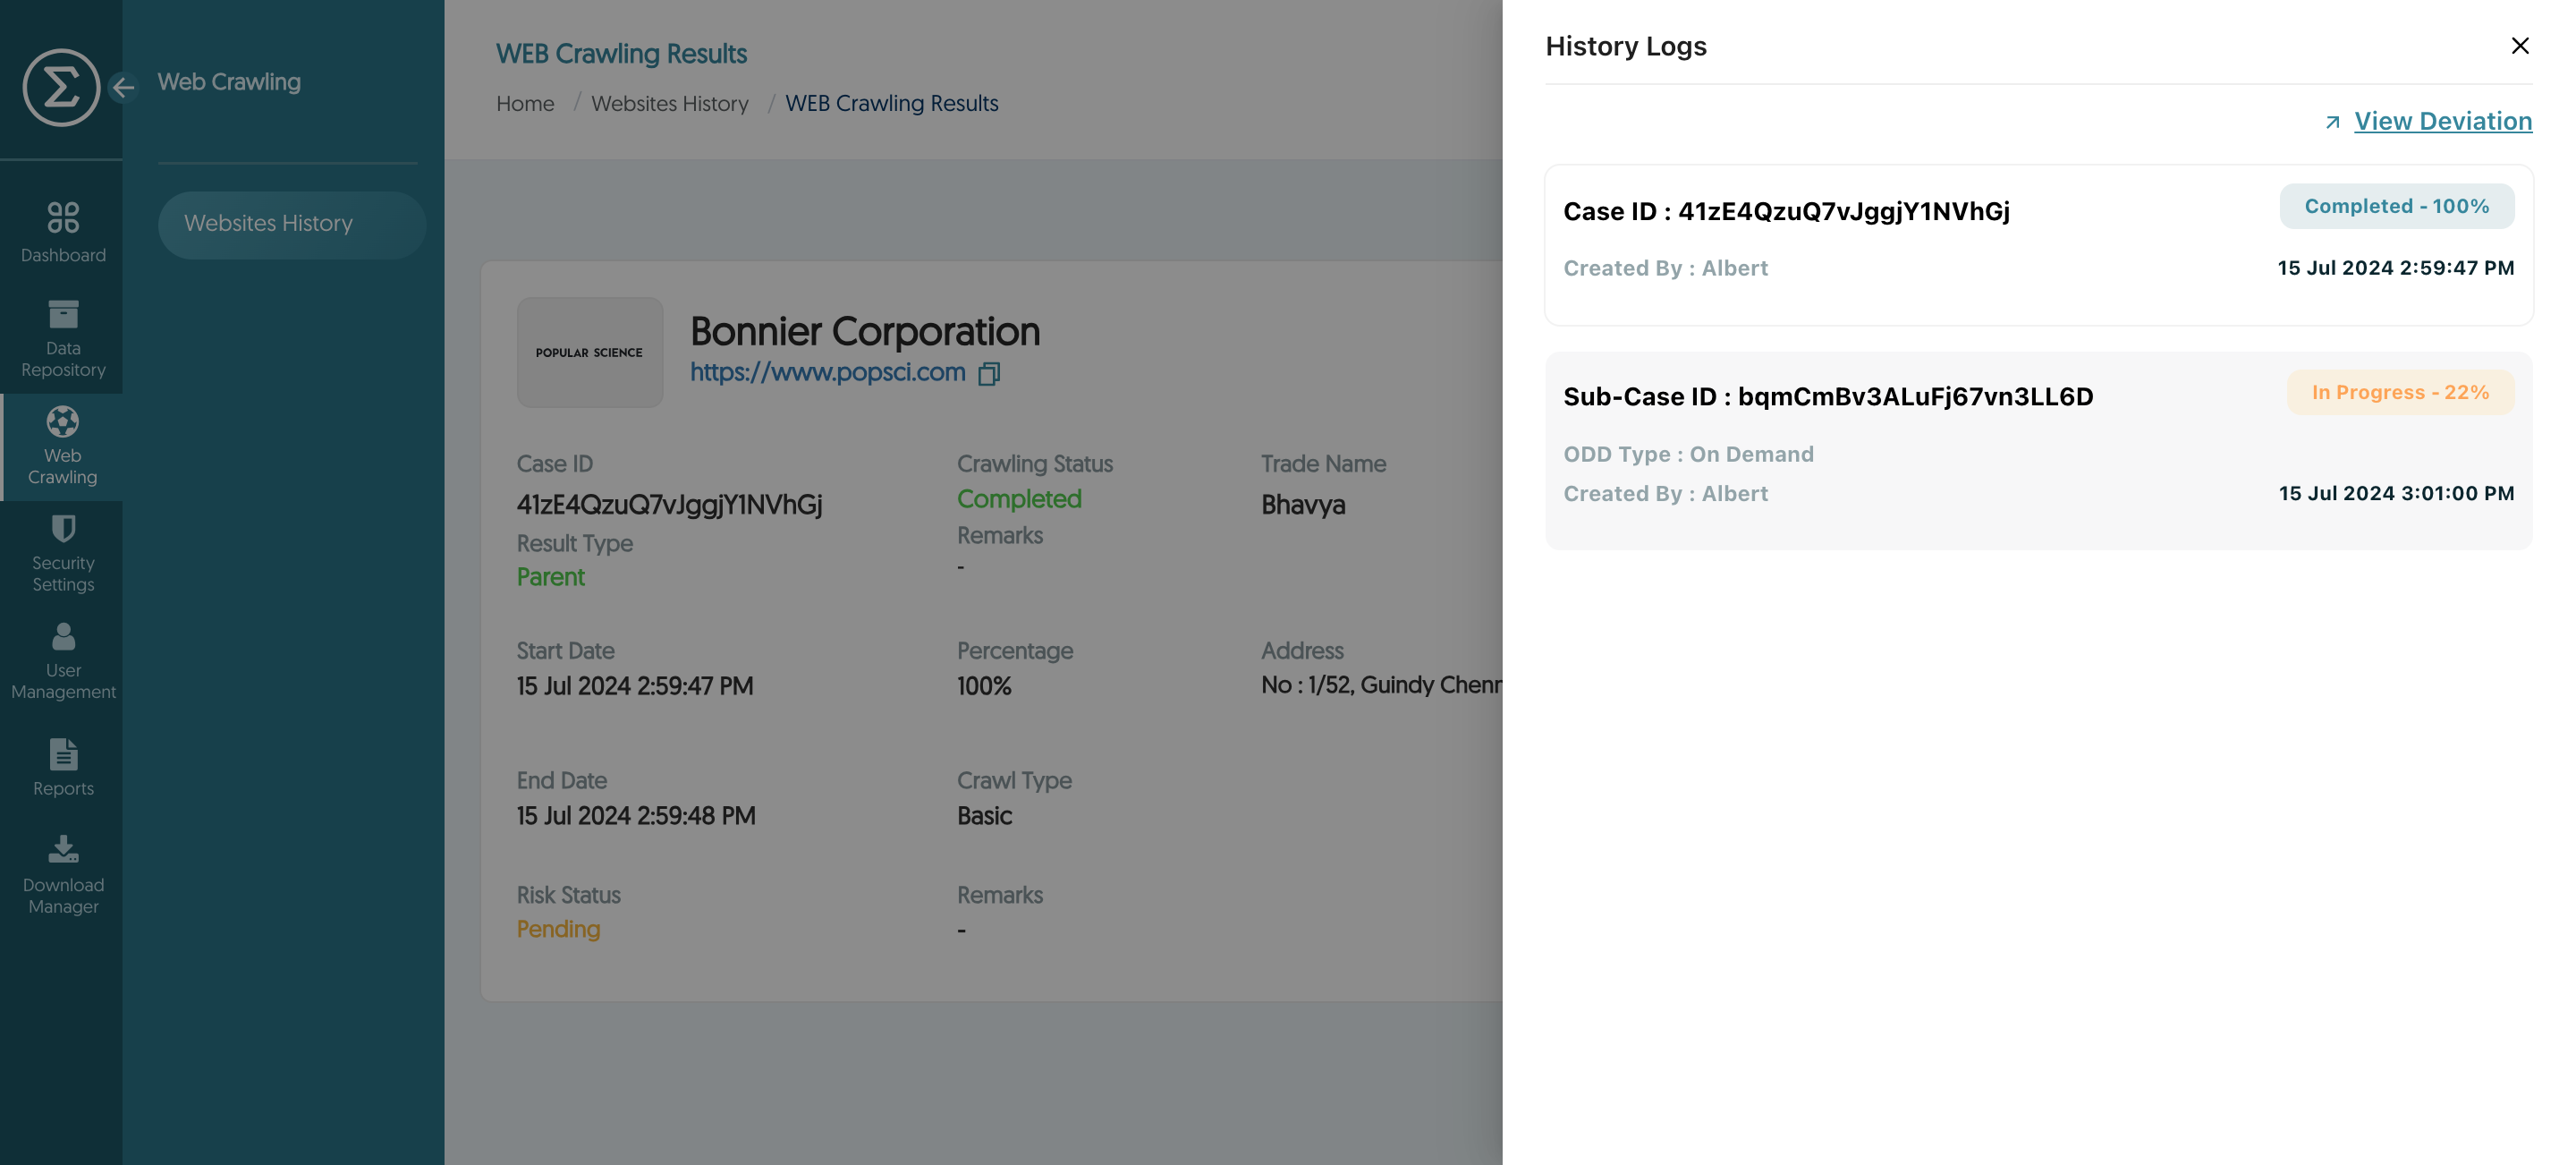 Web Crawling
Websites History
Dashboard
Data
Repository
Web
Crawling
Security
Settings
User
Management
Reports
Download
Manager
WEB Crawling Results
Home / Websites History / WEB Crawling Results
POPULAR SCIENCE
Bonnier Corporation
https://www.popsci.com
Case ID
41zE4QzuQ7vJggjY1NVhGj
Result Type
Parent
Crawling Status
Completed
Remarks
-
Trade Name
Bhavya
Start Date
15 Jul 2024 2:59:47 PM
Percentage
100%
Address
No : 1/52, Guindy Chenn
End Date
15 Jul 2024 2:59:48 PM
Crawl Type
Basic
Risk Status
Pending
Remarks
-
History Logs
View Deviation
Case ID : 41zE4QzuQ7vJggjY1NVhGj
Completed - 100%
Created By : Albert
15 Jul 2024 2:59:47 PM
Sub-Case ID : bqmCmBv3ALuFj67vn3LL6D
In Progress - 22%
ODD Type : On Demand
Created By : Albert
15 Jul 2024 3:01:00 PM